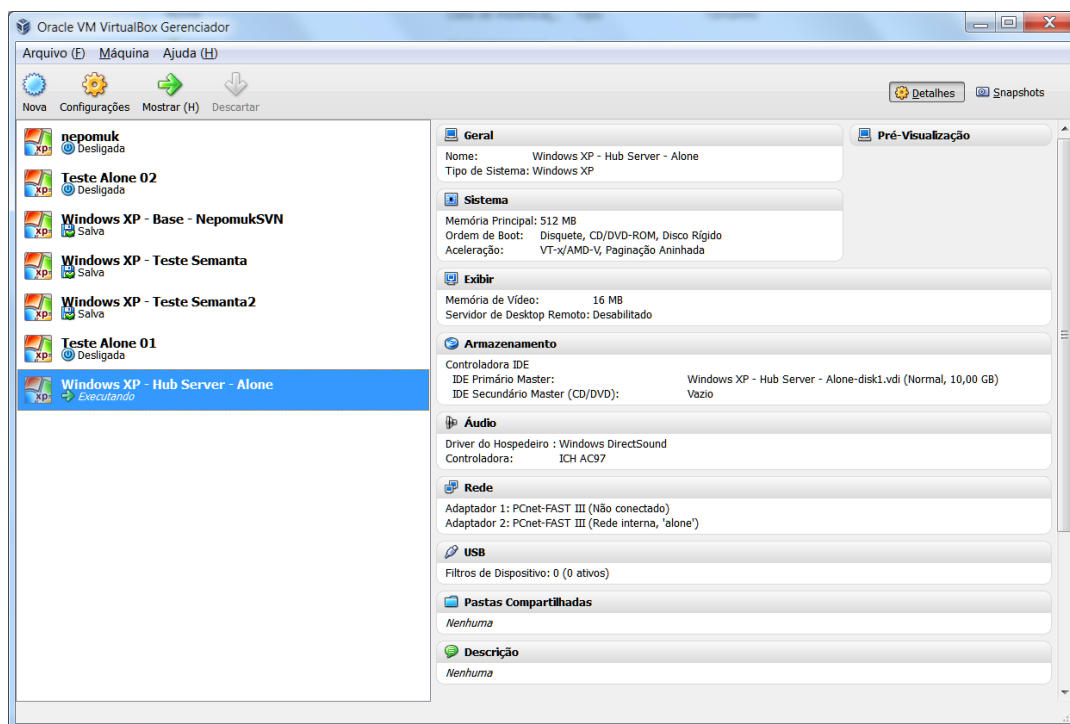 Oracle VM VirtualBox Gerenciador
Arquivo (F) Máquina Ajuda (H)
Nova Configurações Mostrar (H) Descartar
Detalhes Snapshots
nepomuk
Desligada
Teste Alone 02
Desligada
Windows XP - Base - NepomukSVN
Salva
Windows XP - Teste Semanta
Salva
Windows XP - Teste Semanta2
Salva
Teste Alone 01
Desligada
Windows XP - Hub Server - Alone
Executando
Geral
Nome: Windows XP - Hub Server - Alone
Tipo de Sistema: Windows XP
Pré-Visualização
Sistema
Memória Principal: 512 MB
Ordem de Boot: Disquete, CD/DVD-ROM, Disco Rígido
Aceleração: VT-x/AMD-V, Paginação Aninhada
Exibir
Memória de Vídeo: 16 MB
Servidor de Desktop Remoto: Desabilitado
Armazenamento
Controladora IDE
IDE Primário Master: Windows XP - Hub Server - Alone-disk1.vdi (Normal, 10,00 GB)
IDE Secundário Master (CD/DVD): Vazio
Áudio
Driver do Hospedeiro : Windows DirectSound
Controladora: ICH AC97
Rede
Adaptador 1: PCnet-FAST III (Não conectado)
Adaptador 2: PCnet-FAST III (Rede interna, 'alone')
USB
Filtros de Dispositivo: 0 (0 ativos)
Pastas Compartilhadas
Nenhuma
Descrição
Nenhuma